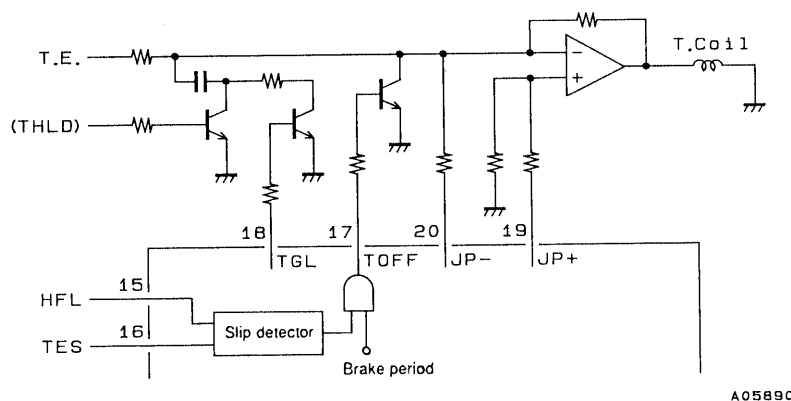 T.E.
T.Coil
−
+
(THLD)
18
17
20
19
TGL
TOFF
JP−
JP+
HFL
15
TES
16
Slip detector
Brake period
A05890